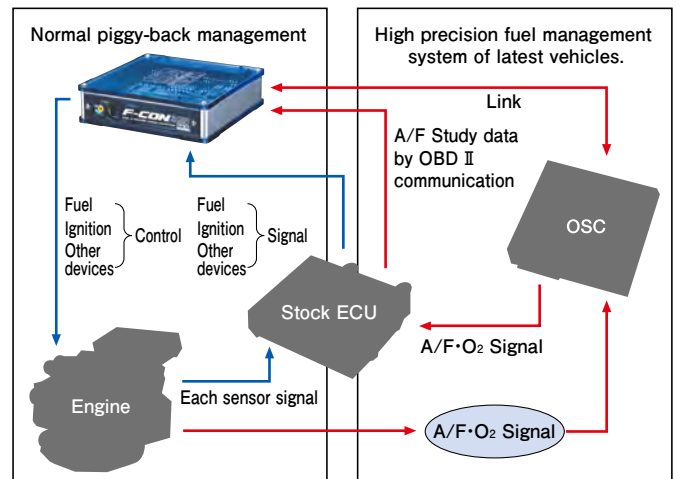 Normal piggy-back management
F-CON
Fuel
Ignition
Other
devices
Control
Fuel
Ignition
Other
devices
Signal
Stock ECU
Engine
Each sensor signal
High precision fuel management
system of latest vehicles.
Link
A/F Study data
by OBD Ⅱ
communication
OSC
A/F・O₂ Signal
A/F・O₂ Signal